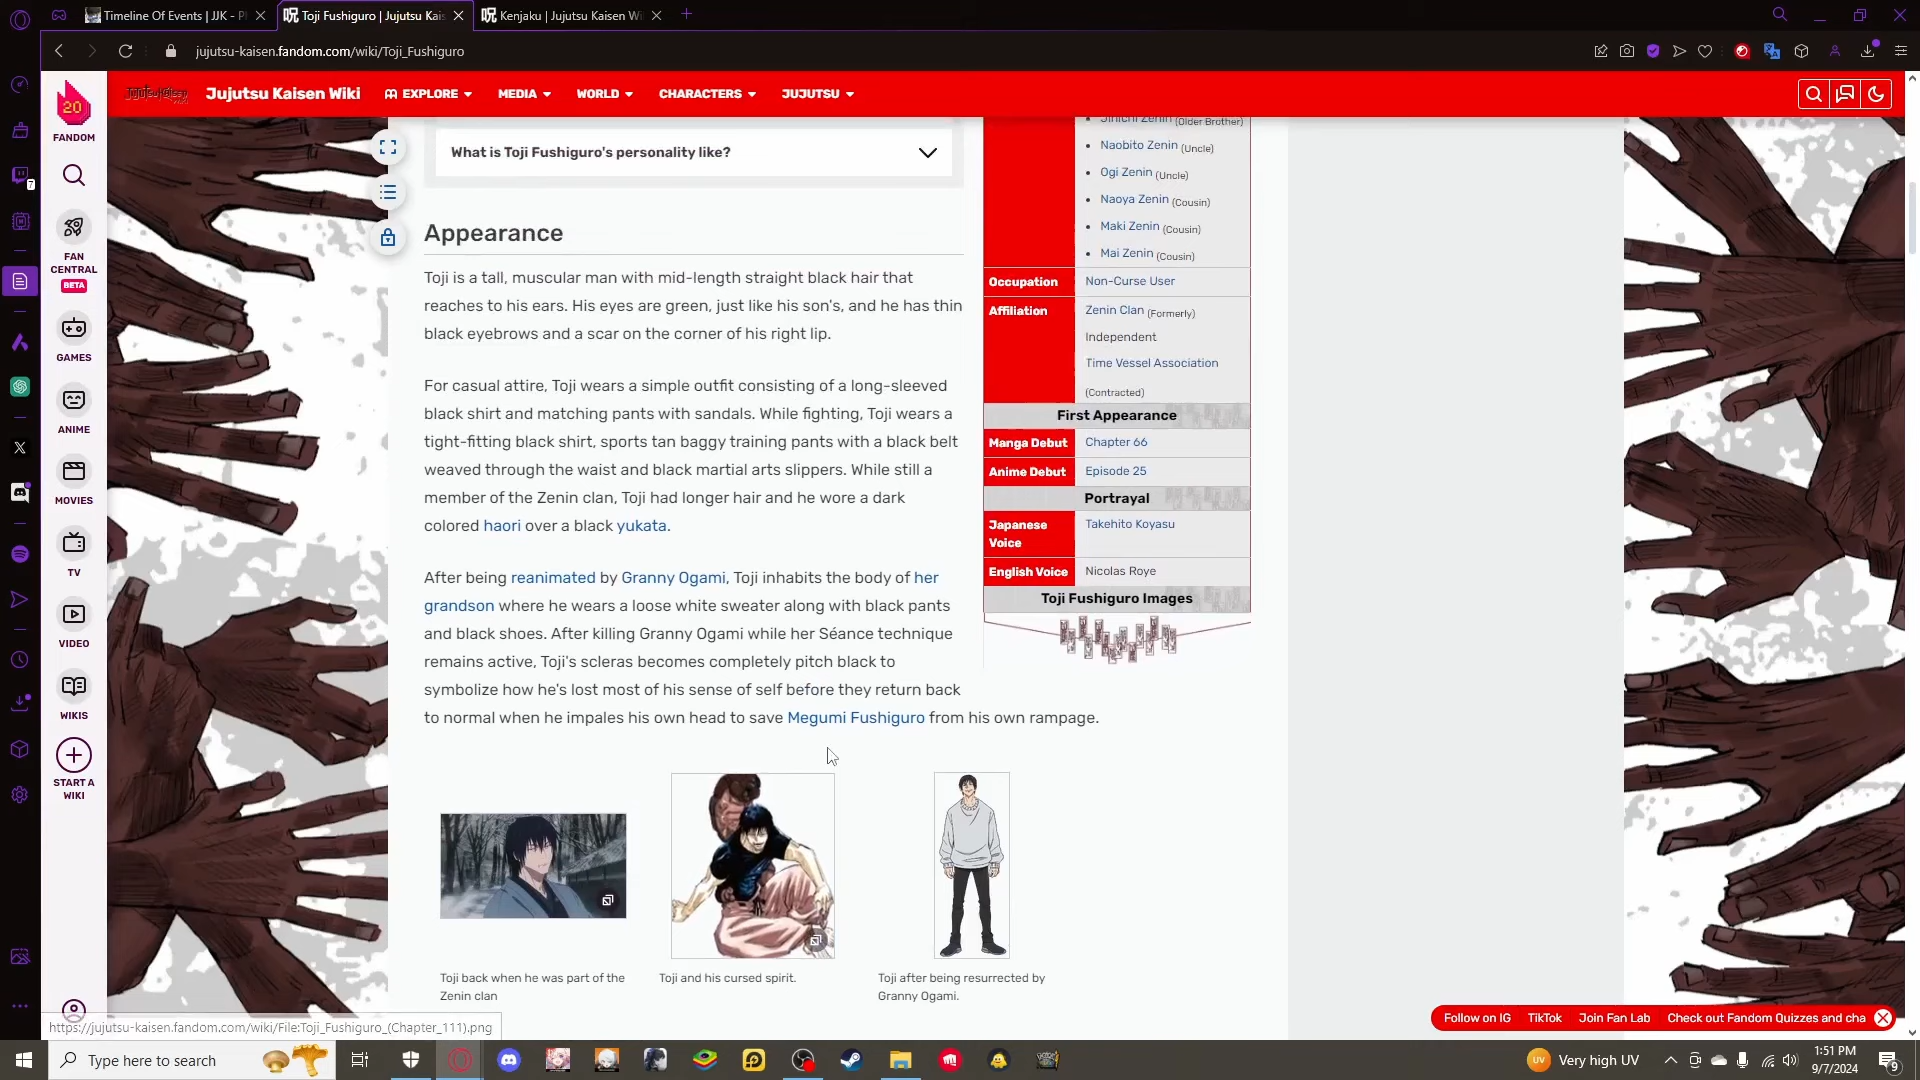 Timeline Of Events | JJK - P
Toji Fushiguro | Jujutsu Kais
Kenjaku | Jujutsu Kaisen Wi
jujutsu-kaisen.fandom.com/wiki/Toji_Fushiguro
20
FANDOM
Jujutsu Kaisen Wiki
EXPLORE
MEDIA
WORLD
CHARACTERS
JUJUTSU
FAN
CENTRAL
BETA
GAMES
ANIME
MOVIES
TV
VIDEO
WIKIS
START A
WIKI
7
What is Toji Fushiguro's personality like?
Appearance
Toji is a tall, muscular man with mid-length straight black hair that
reaches to his ears. His eyes are green, just like his son's, and he has thin
black eyebrows and a scar on the corner of his right lip.
For casual attire, Toji wears a simple outfit consisting of a long-sleeved
black shirt and matching pants with sandals. While fighting, Toji wears a
tight-fitting black shirt, sports tan baggy training pants with a black belt
weaved through the waist and black martial arts slippers. While still a
member of the Zenin clan, Toji had longer hair and he wore a dark
colored haori over a black yukata.
After being reanimated by Granny Ogami, Toji inhabits the body of her
grandson where he wears a loose white sweater along with black pants
and black shoes. After killing Granny Ogami while her Séance technique
remains active, Toji's scleras becomes completely pitch black to
symbolize how he's lost most of his sense of self before they return back
to normal when he impales his own head to save Megumi Fushiguro from his own rampage.
Jinichi Zenin (Older Brother)
Naobito Zenin (Uncle)
Ogi Zenin (Uncle)
Naoya Zenin (Cousin)
Maki Zenin (Cousin)
Mai Zenin (Cousin)
Occupation
Non-Curse User
Affiliation
Zenin Clan (Formerly)
Independent
Time Vessel Association
(Contracted)
First Appearance
Manga Debut
Chapter 66
Anime Debut
Episode 25
Portrayal
Japanese
Voice
Takehito Koyasu
English Voice
Nicolas Roye
Toji Fushiguro Images
Toji back when he was part of the
Zenin clan
Toji and his cursed spirit.
Toji after being resurrected by
Granny Ogami.
https://jujutsu-kaisen.fandom.com/wiki/File:Toji_Fushiguro_(Chapter_111).png
Follow on IG
TikTok
Join Fan Lab
Check out Fandom Quizzes and cha
Type here to search
UV
Very high UV
1:51 PM
9/7/2024
9